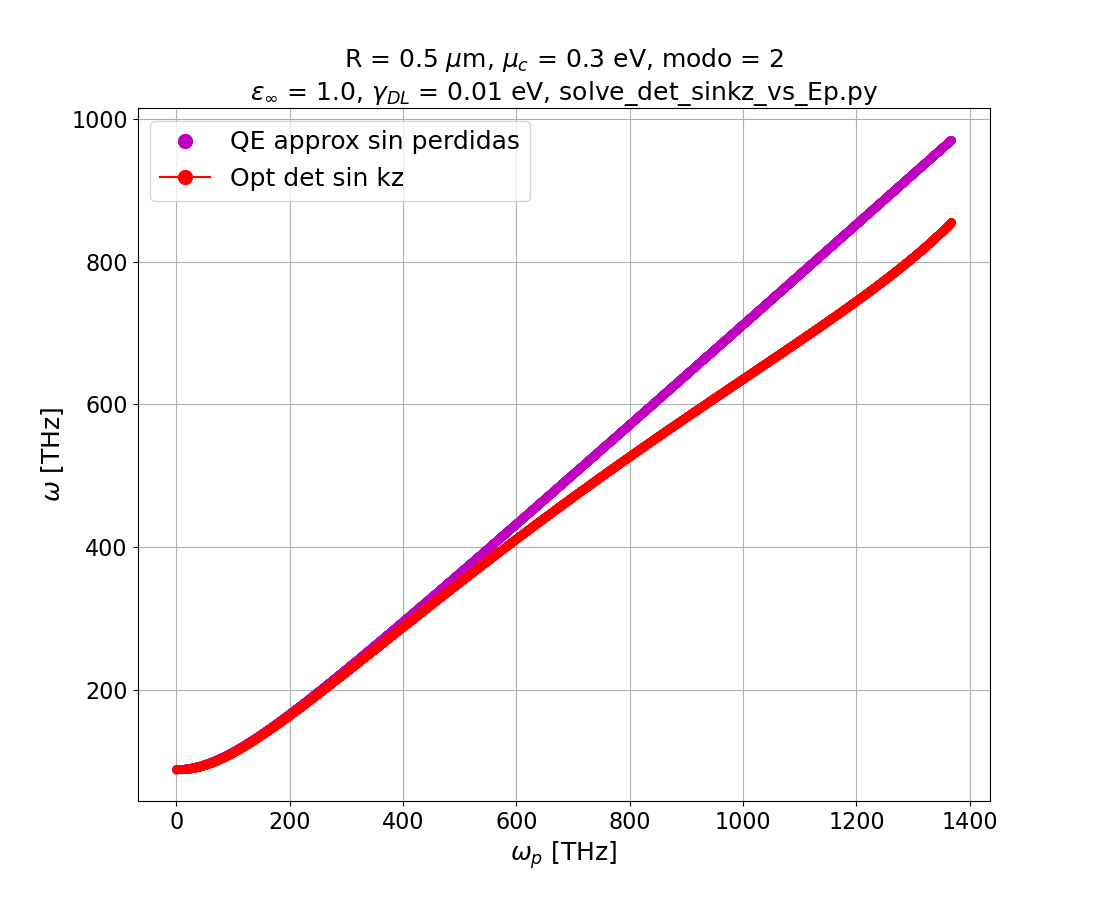 R = 0.5 μm, μ_c = 0.3 eV, modo = 2
ε_∞ = 1.0, γ_DL = 0.01 eV, solve_det_sinkz_vs_Ep.py
QE approx sin perdidas
Opt det sin kz
1000
800
600
400
200
ω [THz]
0 200 400 600 800 1000 1200 1400
ω_p [THz]